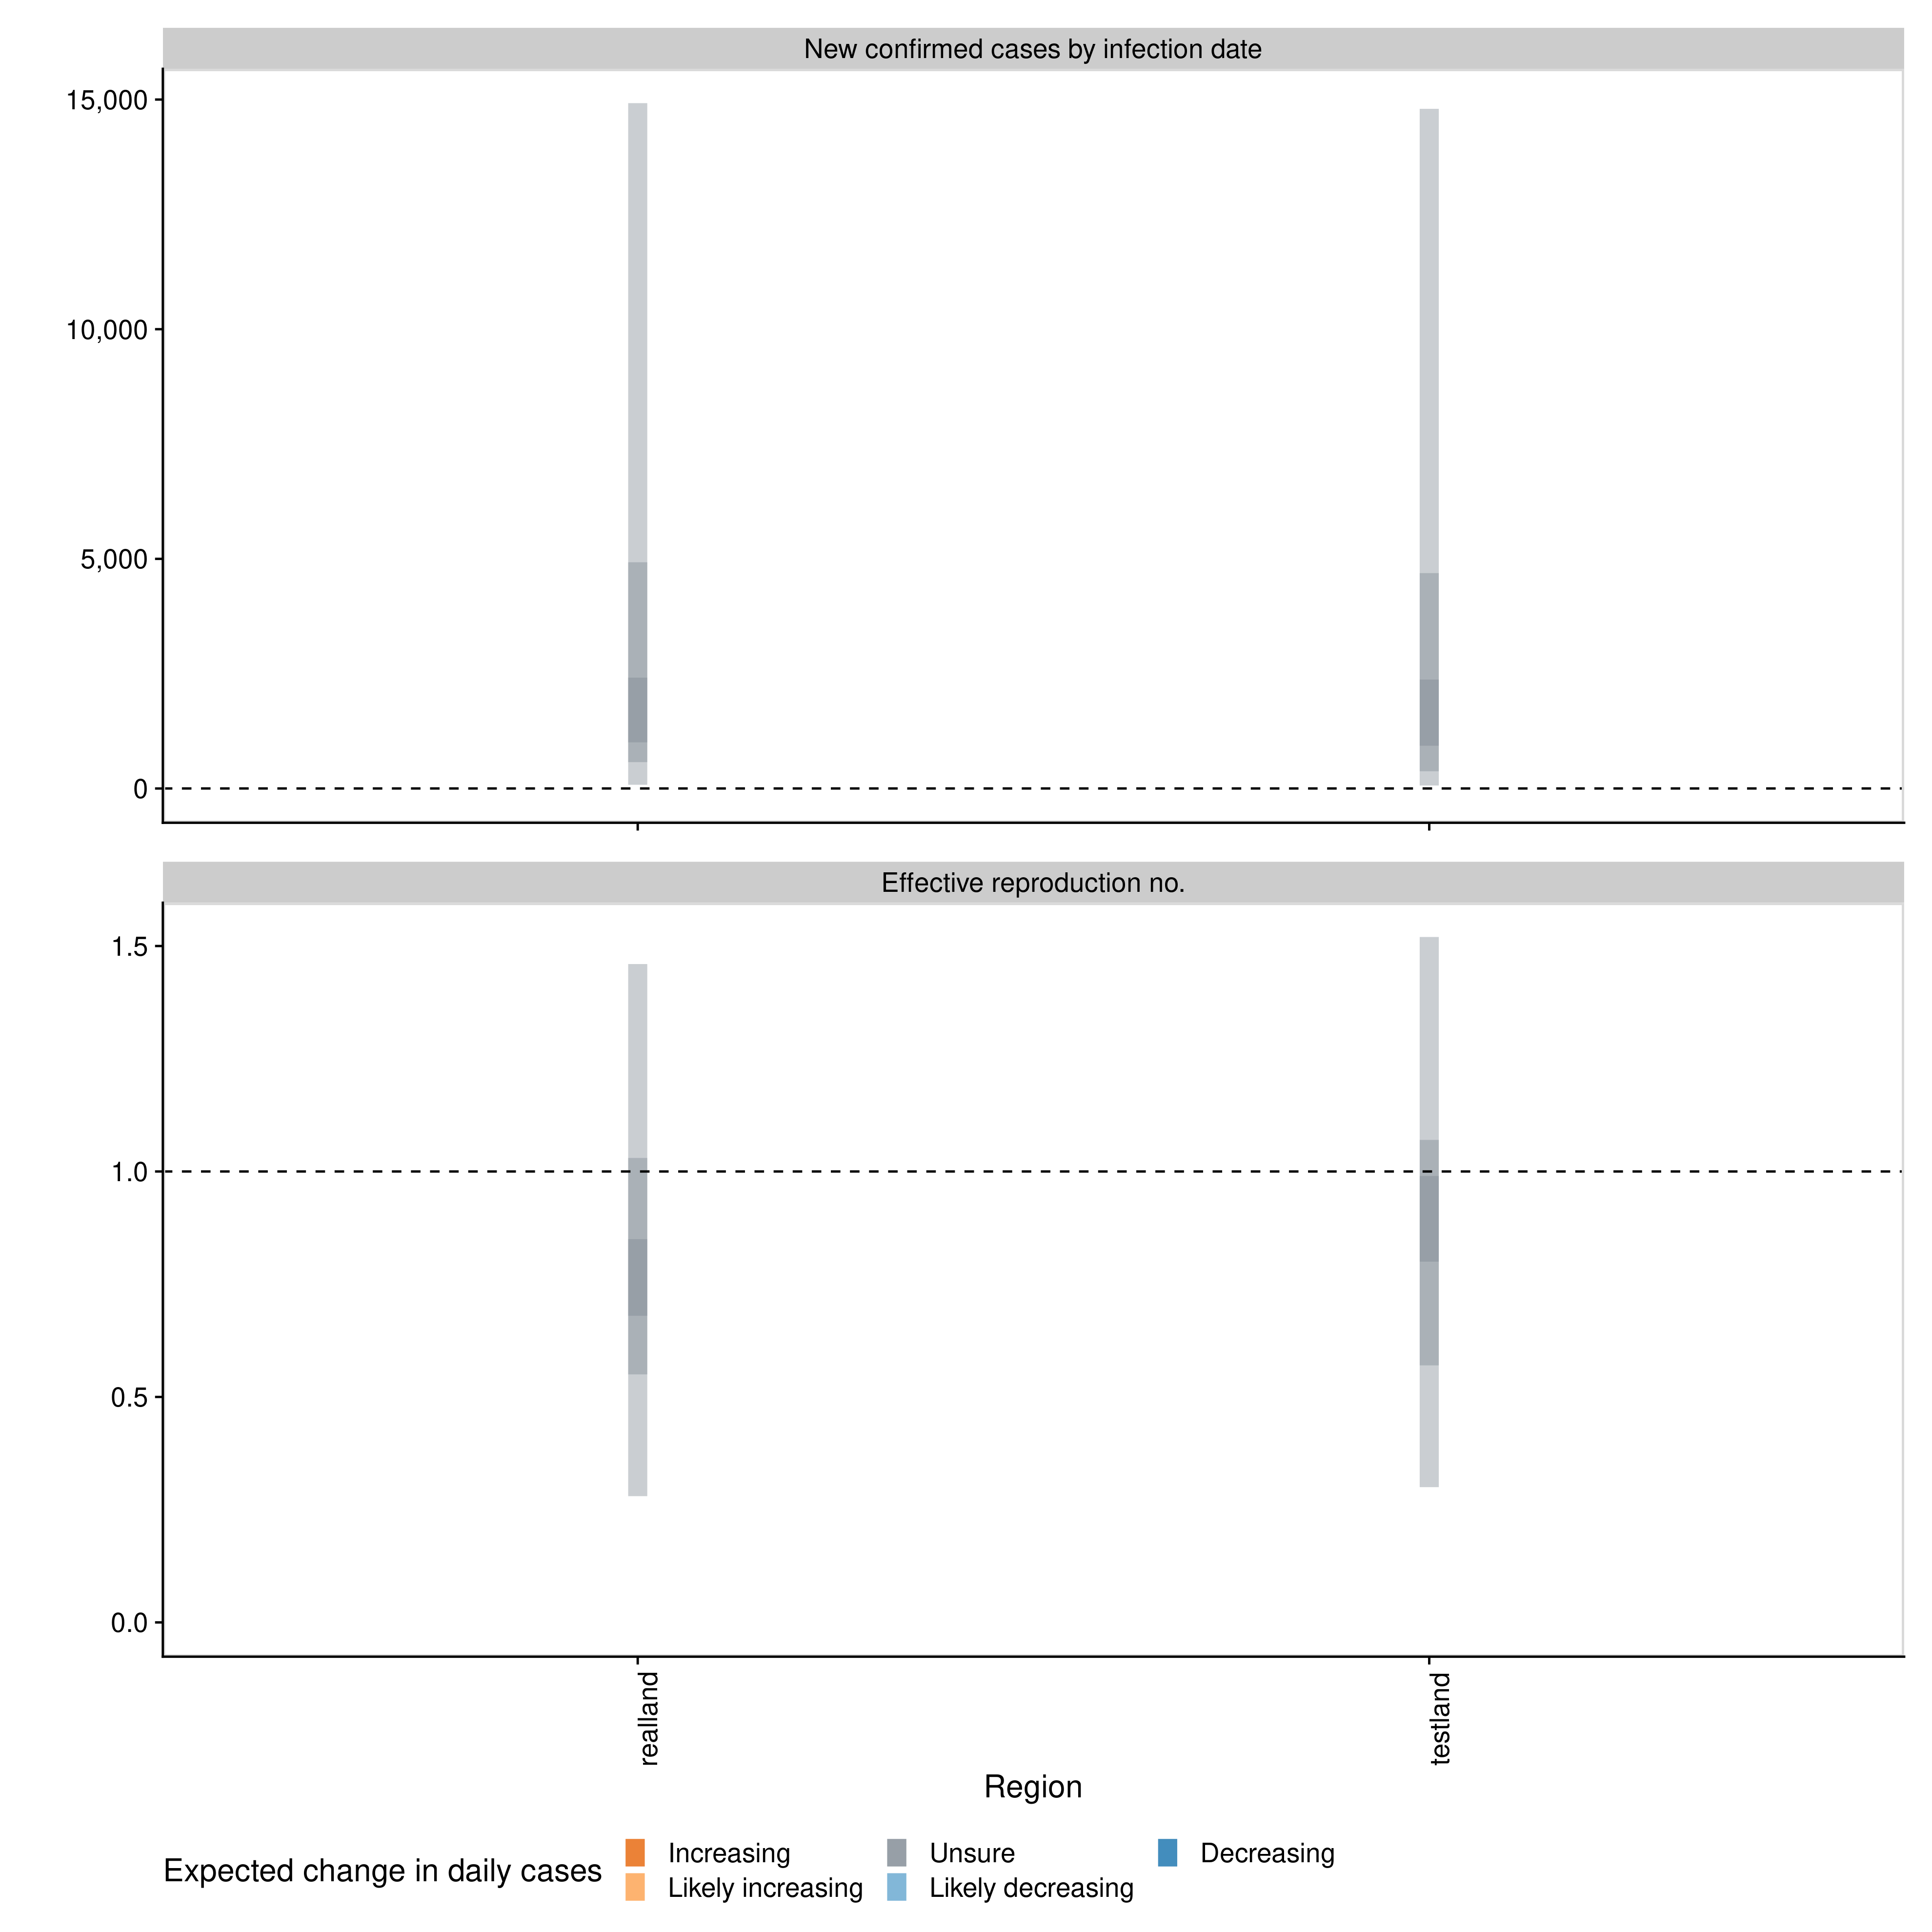 New confirmed cases by infection date
15,000
10,000
5,000
0
Effective reproduction no.
1.5
1.0
0.5
0.0
realland
testland
Region
Expected change in daily cases
Increasing
Unsure
Decreasing
Likely increasing
Likely decreasing